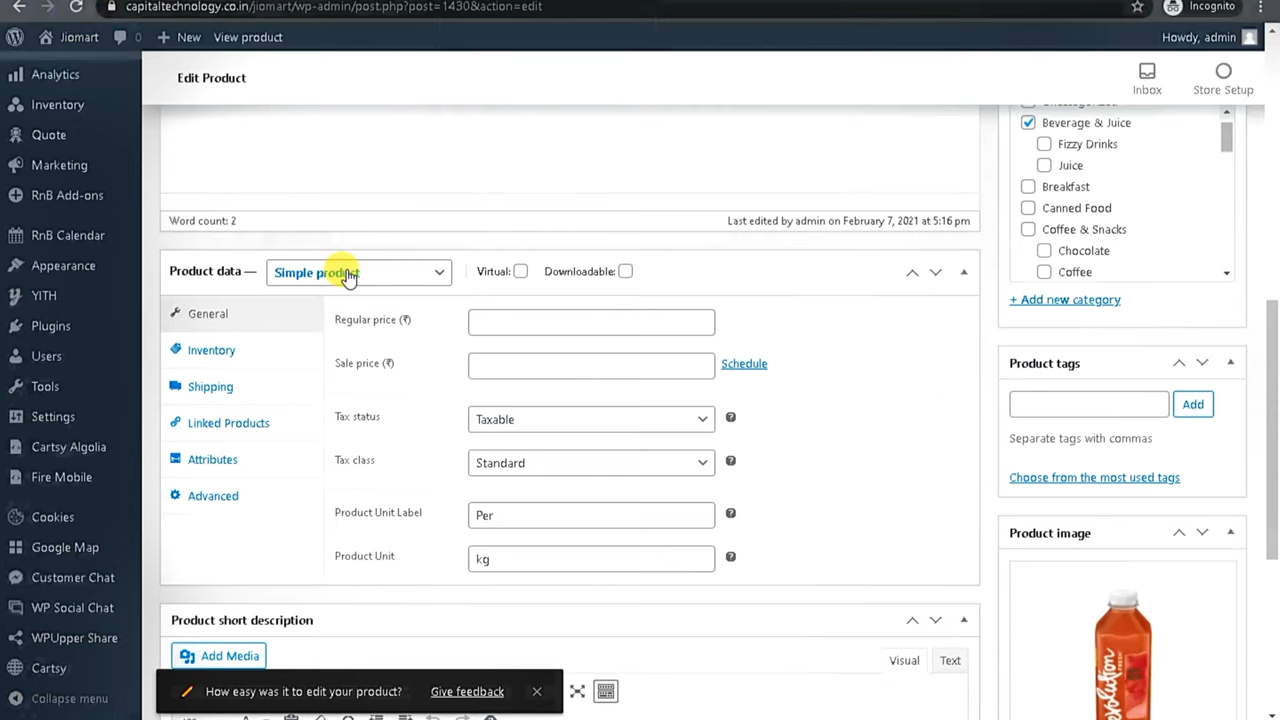 capitaltechnology.co.in/jiomart/wp-admin/post.php?post=1430&action=edit
Incognito
Jiomart
0
New
View product
Howdy, admin
Analytics
Inventory
Quote
Marketing
RnB Add-ons
RnB Calendar
Appearance
YITH
Plugins
Users
Tools
Settings
Cartsy Algolia
Fire Mobile
Cookies
Google Map
Customer Chat
WP Social Chat
WPUpper Share
Cartsy
Collapse menu
Edit Product
Inbox
Store Setup
Word count: 2
Last edited by admin on February 7, 2021 at 5:16 pm
Product data —
Simple product
Virtual:
Downloadable:
General
Inventory
Shipping
Linked Products
Attributes
Advanced
Regular price (₹)
Sale price (₹)
Schedule
Tax status
Taxable
Tax class
Standard
Product Unit Label
Per
Product Unit
kg
Product short description
Add Media
Visual
Text
How easy was it to edit your product?
Give feedback
Beverage & Juice
Fizzy Drinks
Juice
Breakfast
Canned Food
Coffee & Snacks
Chocolate
Coffee
+ Add new category
Product tags
Add
Separate tags with commas
Choose from the most used tags
Product image